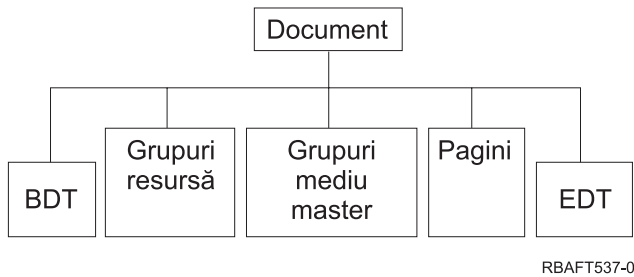 Document
BDT
Grupuri
resursă
Grupuri
mediu
master
Pagini
EDT
RBAFT537-0